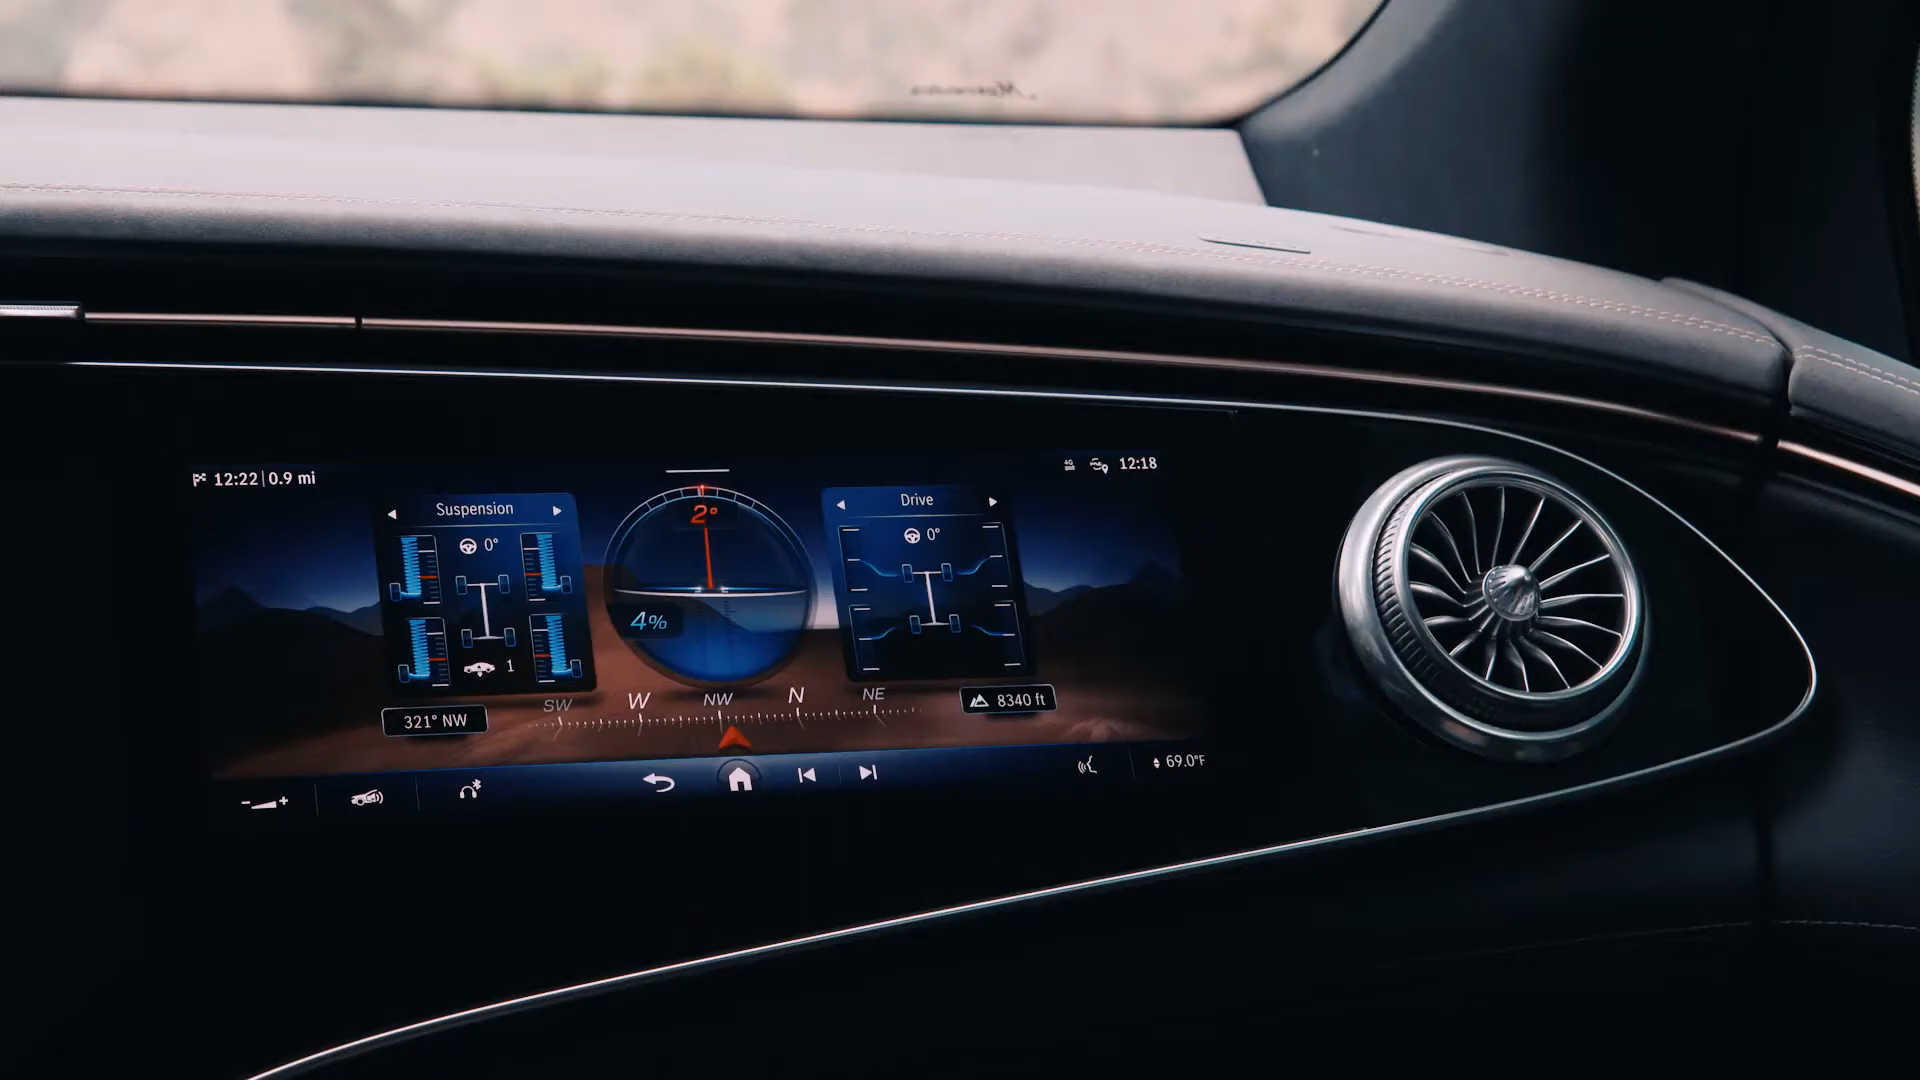 12:22 | 0.9 mi
12:18
4G
Suspension
0°
1
2°
4%
Drive
0°
SW W NW N NE
321° NW
8340 ft
69.0°F